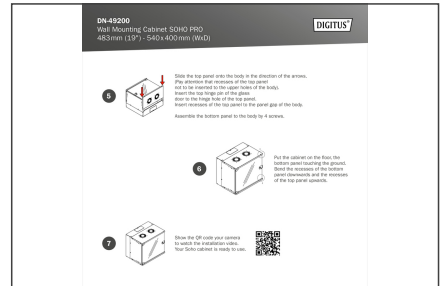 DN-49200
Wall Mounting Cabinet SOHO PRO
483 mm (19") - 540 x 400 mm (WxD)
DIGITUS®
5
Slide the top panel onto the body in the direction of the arrows.
(Pay attention that recesses of the top panel
not to be inserted to the upper holes of the body).
Insert the top hinge pin of the glass
door to the hinge hole of the top panel.
Insert recesses of the top panel to the panel gap of the body.
Assemble the bottom panel to the body by 4 screws.
6
Put the cabinet on the floor, the
bottom panel touching the ground.
Bend the recesses of the bottom
panel downwards and the recesses
of the top panel upwards.
7
Show the QR code your camera
to watch the installation video.
Your Soho cabinet is ready to use.